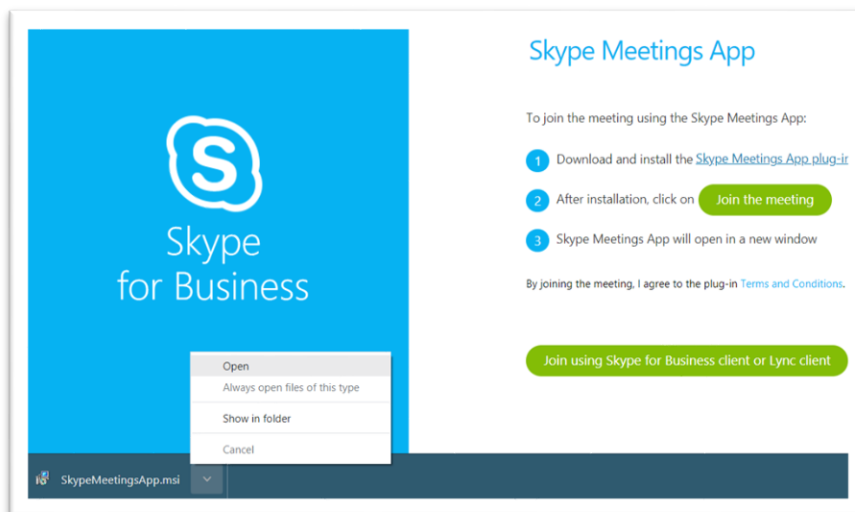 Skype Meetings App
To join the meeting using the Skype Meetings App:
1 Download and install the Skype Meetings App plug-in
2 After installation, click on Join the meeting
3 Skype Meetings App will open in a new window
By joining the meeting, I agree to the plug-in Terms and Conditions.
Join using Skype for Business client or Lync client
S
Skype
for Business
Open
Always open files of this type
Show in folder
Cancel
SkypeMeetingsApp.msi